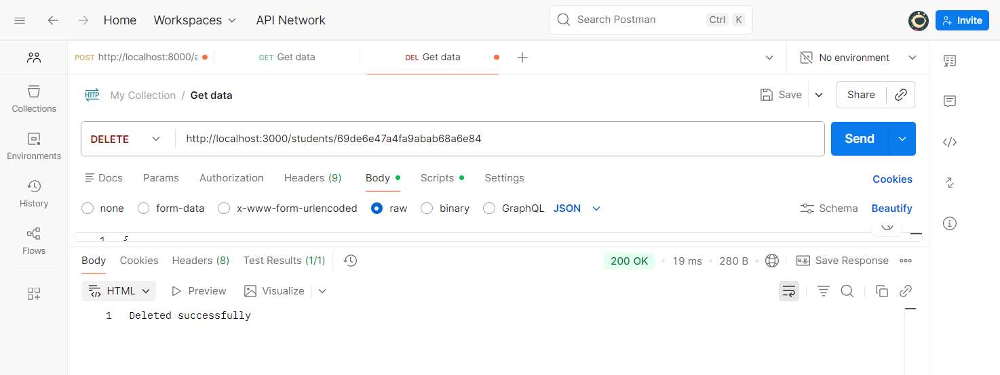 Home Workspaces API Network Search Postman Ctrl K Invite
POST http://localhost:8000/a GET Get data DEL Get data No environment
HTTP My Collection / Get data Save Share
Collections
DELETE http://localhost:3000/students/69de6e47a4fa9abab68a6e84 Send
Environments
Docs Params Authorization Headers (9) Body Scripts Settings Cookies
History
none form-data x-www-form-urlencoded raw binary GraphQL JSON Schema Beautify
1 {
Flows
Body Cookies Headers (8) Test Results (1/1) 200 OK 19 ms 280 B e.g. Save Response
HTML Preview Visualize
1 Deleted successfully